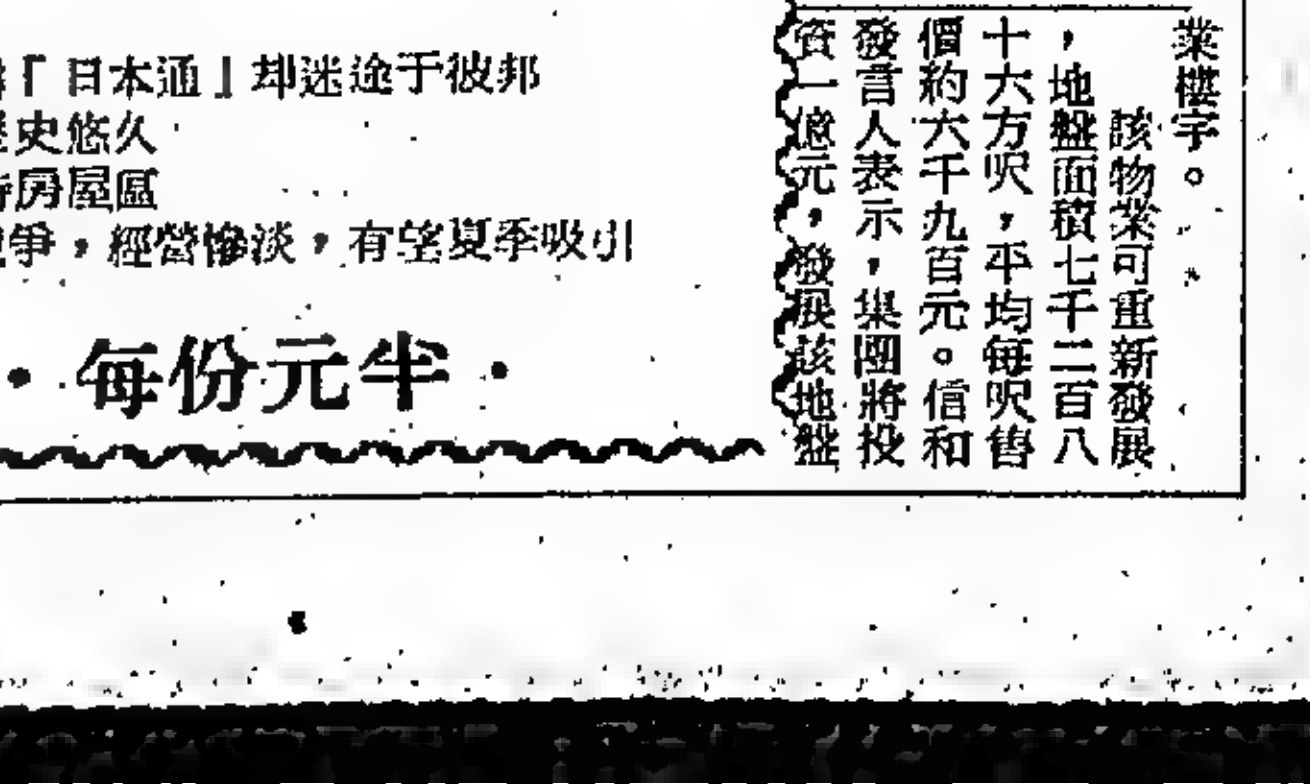 業樓宇。
該物業可重新發展
，地盤面積七千二百八
十六方呎，平均每呎售
價約六千九百元。信和
發言人表示，集團將投
資一億元，發展該地盤
「日本通」却迷途于彼邦
史悠久
房屋區
爭，經營慘淡，有望夏季吸引
·每份元半·